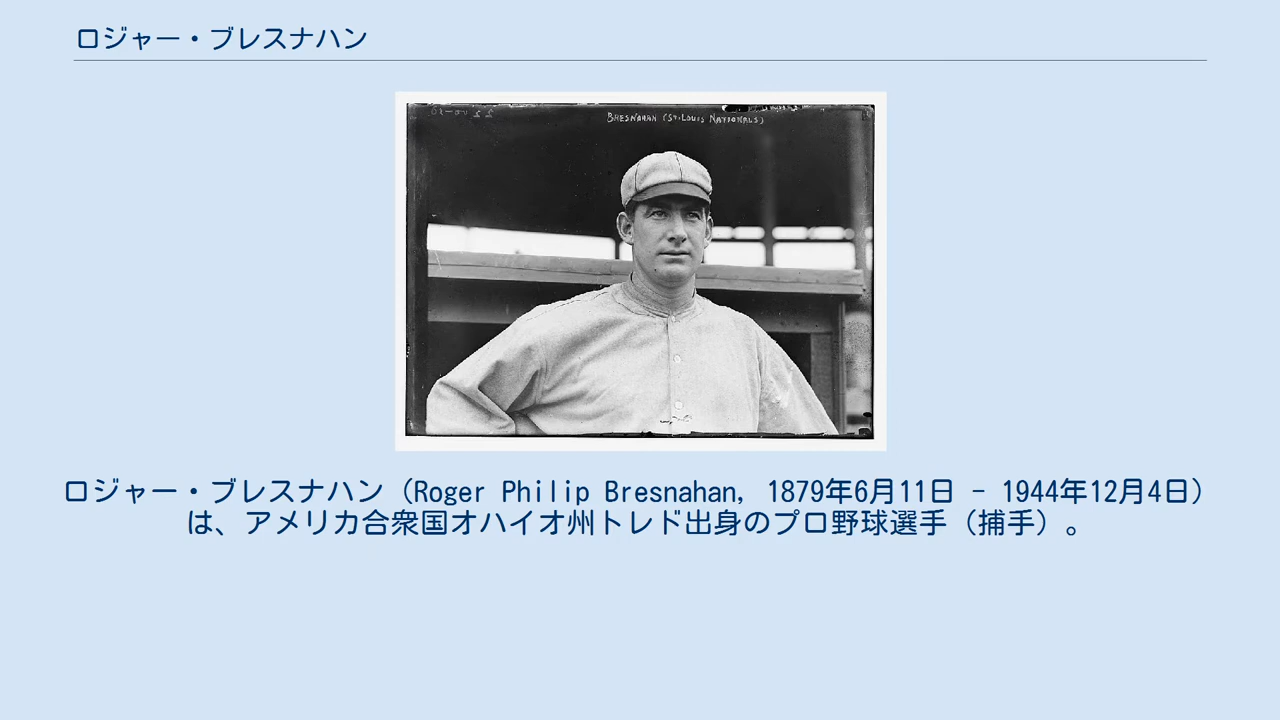 ロジャー・ブレスナハン
BRESNAHAN (ST. LOUIS NATIONALS)
ロジャー・ブレスナハン（Roger Philip Bresnahan, 1879年6月11日 - 1944年12月4日）
は、アメリカ合衆国オハイオ州トレド出身のプロ野球選手（捕手）。